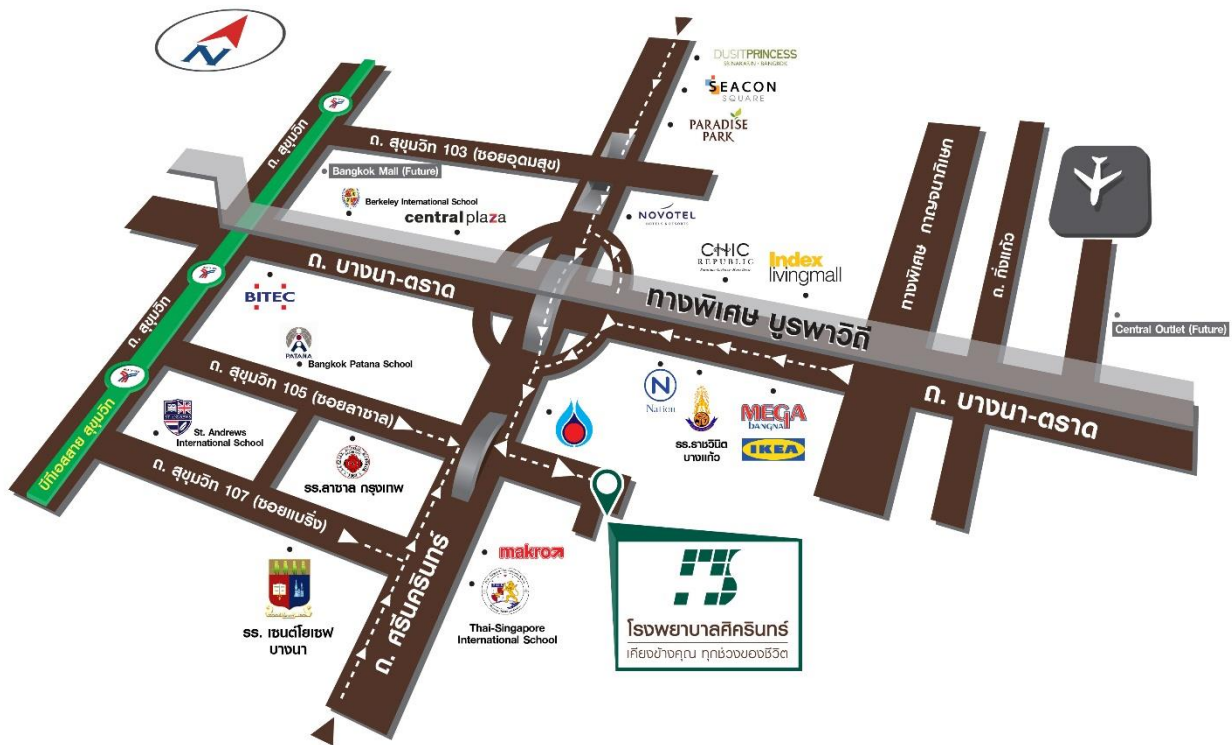 N
DUSIT PRINCESS
SRINAKARIN - BANGKOK
SEACON
SQUARE
PARADISE
PARK
ถ. สุขุมวิท
ถ. สุขุมวิท 103 (ซอยอุดมสุข)
Bangkok Mall (Future)
Berkeley International School
centralplaza
NOVOTEL
HOTELS & RESORTS
CHIC
REPUBLIC
index
livingmall
ทางพิเศษ กาญจนาภิเษก
ถ. กิ่งแก้ว
Central Outlet (Future)
ถ. บางนา-ตราด
ทางพิเศษ บูรพาวิถี
ถ. บางนา-ตราด
BITEC
ถ. สุขุมวิท
PATANA
Bangkok Patana School
ถ. สุขุมวิท 105 (ซอยลาซาล)
N
Nation
รร.ราชวินิต
บางแก้ว
MEGA
BANGNA
IKEA
บีทีเอสสาย สุขุมวิท
St. Andrews
International School
รร.ลาซาล กรุงเทพ
ถ. สุขุมวิท 107 (ซอยแบริ่ง)
makro
Thai-Singapore
International School
รร. เซนต์โยเซฟ
บางนา
ถ. ศรีนครินทร์
โรงพยาบาลศิครินทร์
เคียงข้างคุณ ทุกช่วงของชีวิต